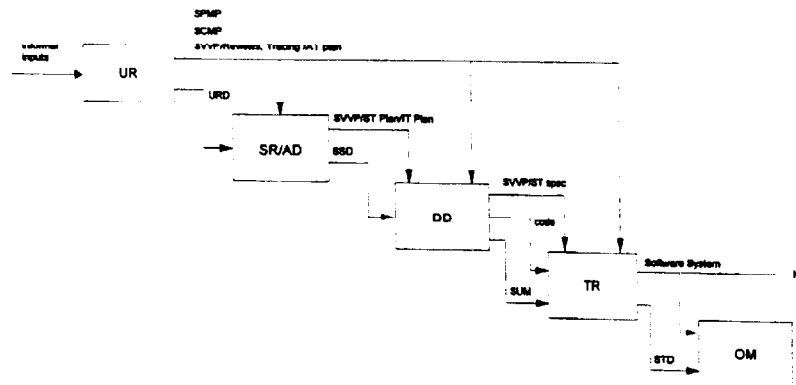 SPMP
SCMP
SVVP/Reviews, Tracing /AT plan
Informal
inputs
UR
URD
SVVP/ST Plan/IT Plan
SR/AD
SSD
SVVP/ST spec
DD
code
Software System
TR
SUM
STD
OM